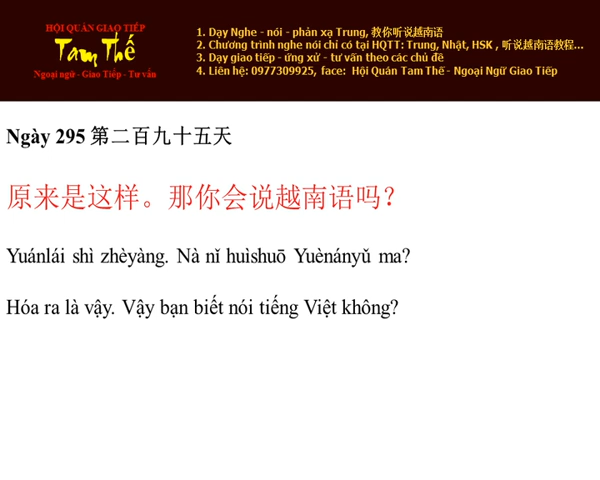 HỘI QUÁN GIAO TIẾP
Tam Thế
Ngoại ngữ - Giao Tiếp - Tư vấn
1. Dạy Nghe - nói - phản xạ Trung, 教你听说越南语
2. Chương trình nghe nói chỉ có tại HQTT: Trung, Nhật, HSK , 听说越南语教程...
3. Dạy giao tiếp - ứng xử - tư vấn theo các chủ đề
4. Liên hệ: 0977309925, face: Hội Quán Tam Thế - Ngoại Ngữ Giao Tiếp
Ngày 295 第二百九十五天
原来是这样。那你会说越南语吗？
Yuánlái shì zhèyàng. Nà nǐ huìshuō Yuènányǔ ma?
Hóa ra là vậy. Vậy bạn biết nói tiếng Việt không?